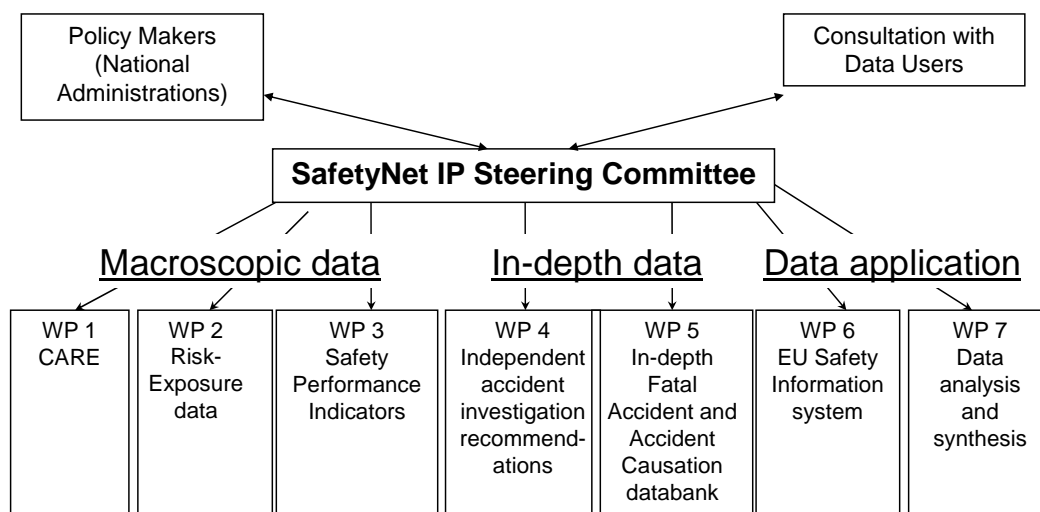 Policy Makers
(National
Administrations)
Consultation with
Data Users
SafetyNet IP Steering Committee
Macroscopic data
In-depth data
Data application
WP 1
CARE
WP 2
Risk-
Exposure
data
WP 3
Safety
Performance
Indicators
WP 4
Independent
accident
investigation
recommend-
ations
WP 5
In-depth
Fatal
Accident and
Accident
Causation
databank
WP 6
EU Safety
Information
system
WP 7
Data
analysis
and
synthesis